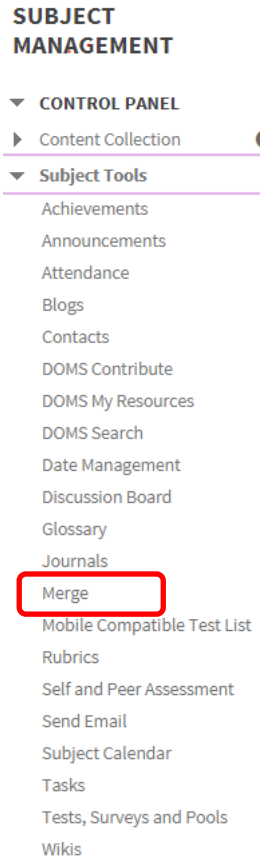 SUBJECT
MANAGEMENT
CONTROL PANEL
Content Collection
Subject Tools
Achievements
Announcements
Attendance
Blogs
Contacts
DOMS Contribute
DOMS My Resources
DOMS Search
Date Management
Discussion Board
Glossary
Journals
Merge
Mobile Compatible Test List
Rubrics
Self and Peer Assessment
Send Email
Subject Calendar
Tasks
Tests, Surveys and Pools
Wikis